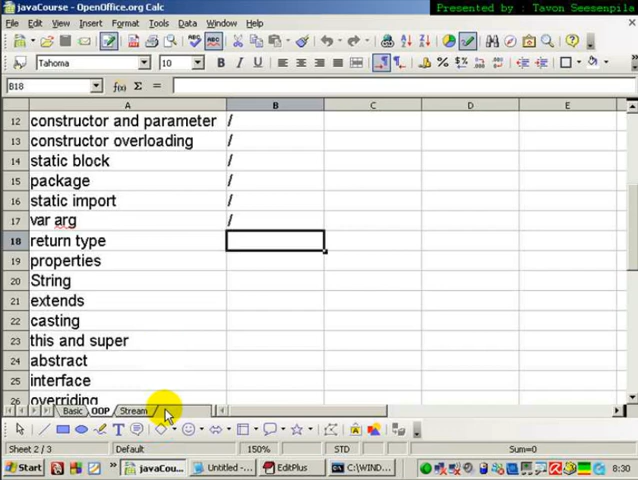 javaCourse - OpenOffice.org Calc
Presented by : Tavon Seesenpila
File Edit View Insert Format Tools Data Window Help
Tahoma 10 B I U
B18 f(x) Σ =
A B C D E
12 constructor and parameter /
13 constructor overloading /
14 static block /
15 package /
16 static import /
17 var arg /
18 return type
19 properties
20 String
21 extends
22 casting
23 this and super
24 abstract
25 interface
26 overriding
Basic OOP Stream
Sheet 2 / 3 Default 150% STD Sum=0
Start javaCou... Untitled -... EditPlus C:\WIND... 8:30